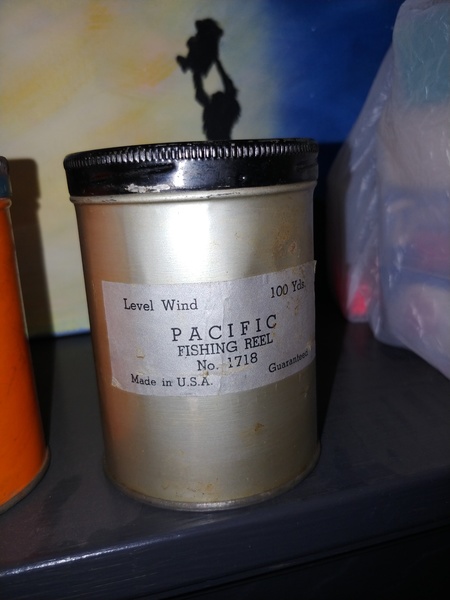 Level Wind 100 Yds.
PACIFIC
FISHING REEL
No. 1718
Made in U.S.A. Guaranteed